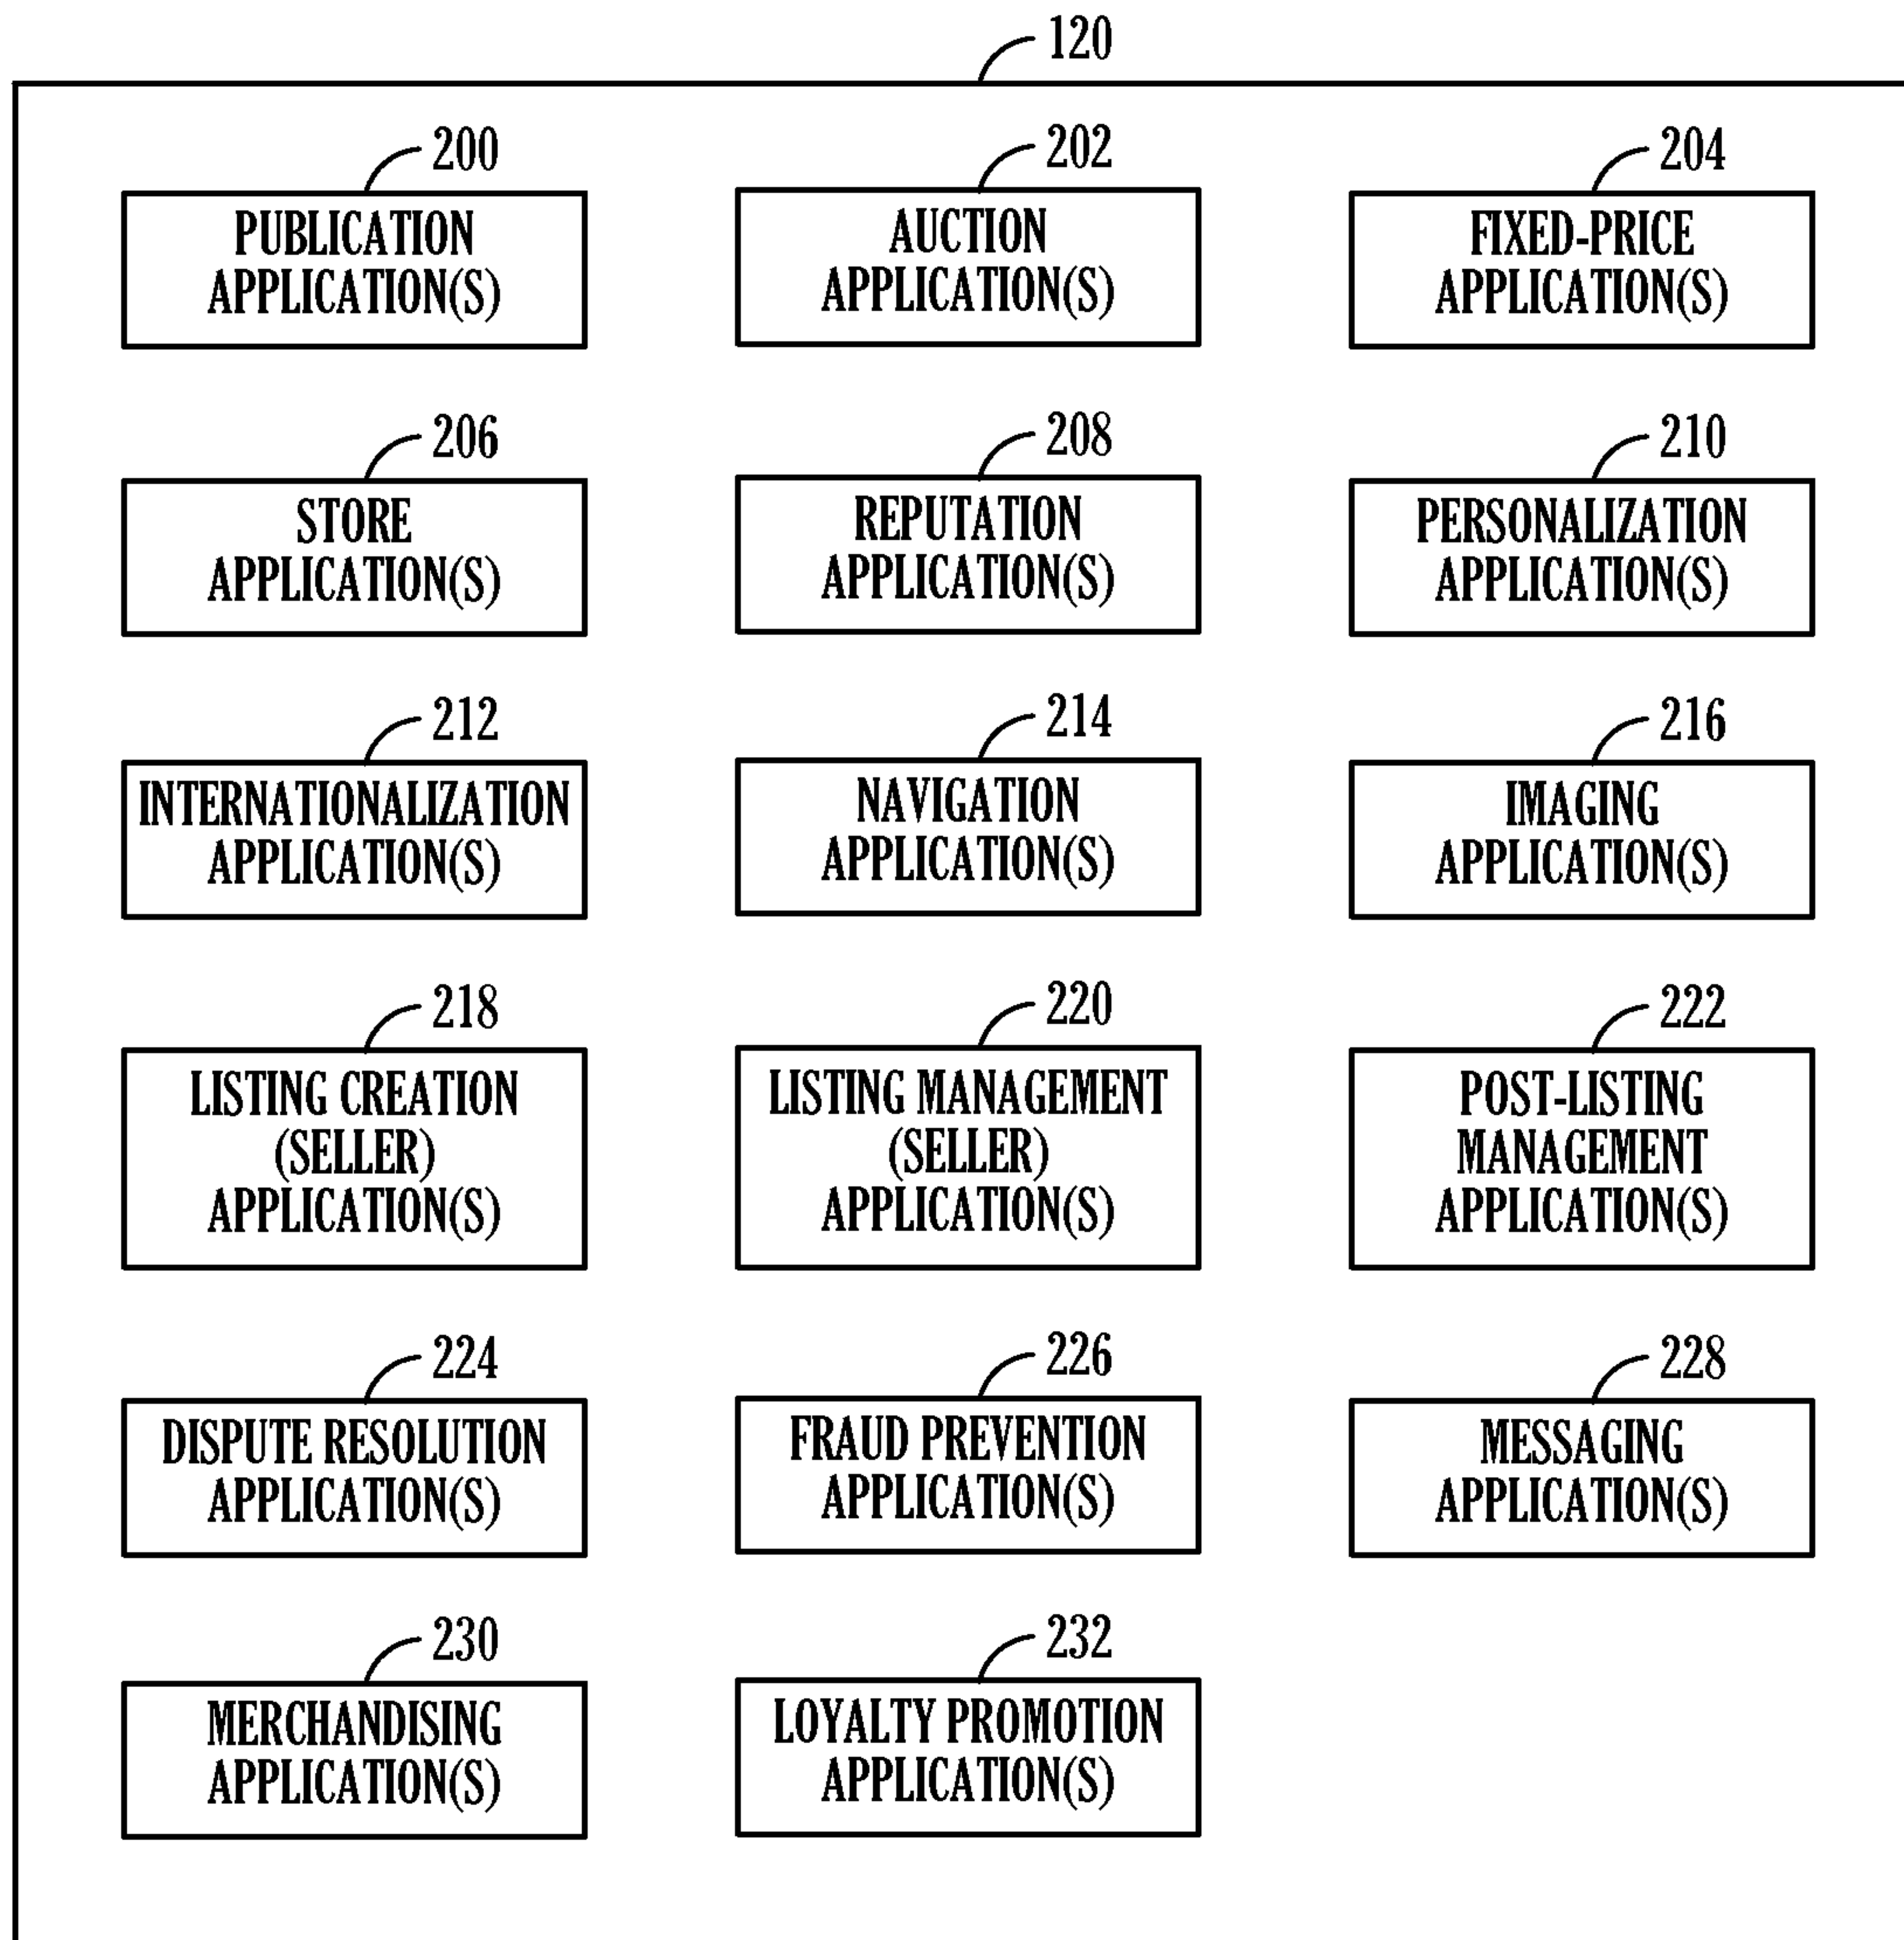 120
200
PUBLICATION
APPLICATION(S)
202
AUCTION
APPLICATION(S)
204
FIXED-PRICE
APPLICATION(S)
206
STORE
APPLICATION(S)
208
REPUTATION
APPLICATION(S)
210
PERSONALIZATION
APPLICATION(S)
212
INTERNATIONALIZATION
APPLICATION(S)
214
NAVIGATION
APPLICATION(S)
216
IMAGING
APPLICATION(S)
218
LISTING CREATION
(SELLER)
APPLICATION(S)
220
LISTING MANAGEMENT
(SELLER)
APPLICATION(S)
222
POST-LISTING
MANAGEMENT
APPLICATION(S)
224
DISPUTE RESOLUTION
APPLICATION(S)
226
FRAUD PREVENTION
APPLICATION(S)
228
MESSAGING
APPLICATION(S)
230
MERCHANDISING
APPLICATION(S)
232
LOYALTY PROMOTION
APPLICATION(S)